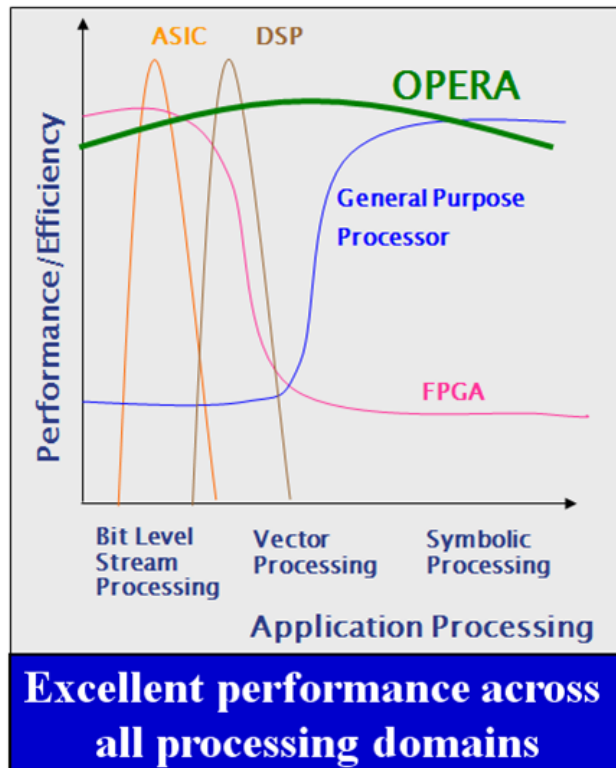 ASIC DSP
OPERA
General Purpose
Processor
FPGA
Performance/Efficiency
Bit Level
Stream
Processing
Vector
Processing
Symbolic
Processing
Application Processing
Excellent performance across
all processing domains